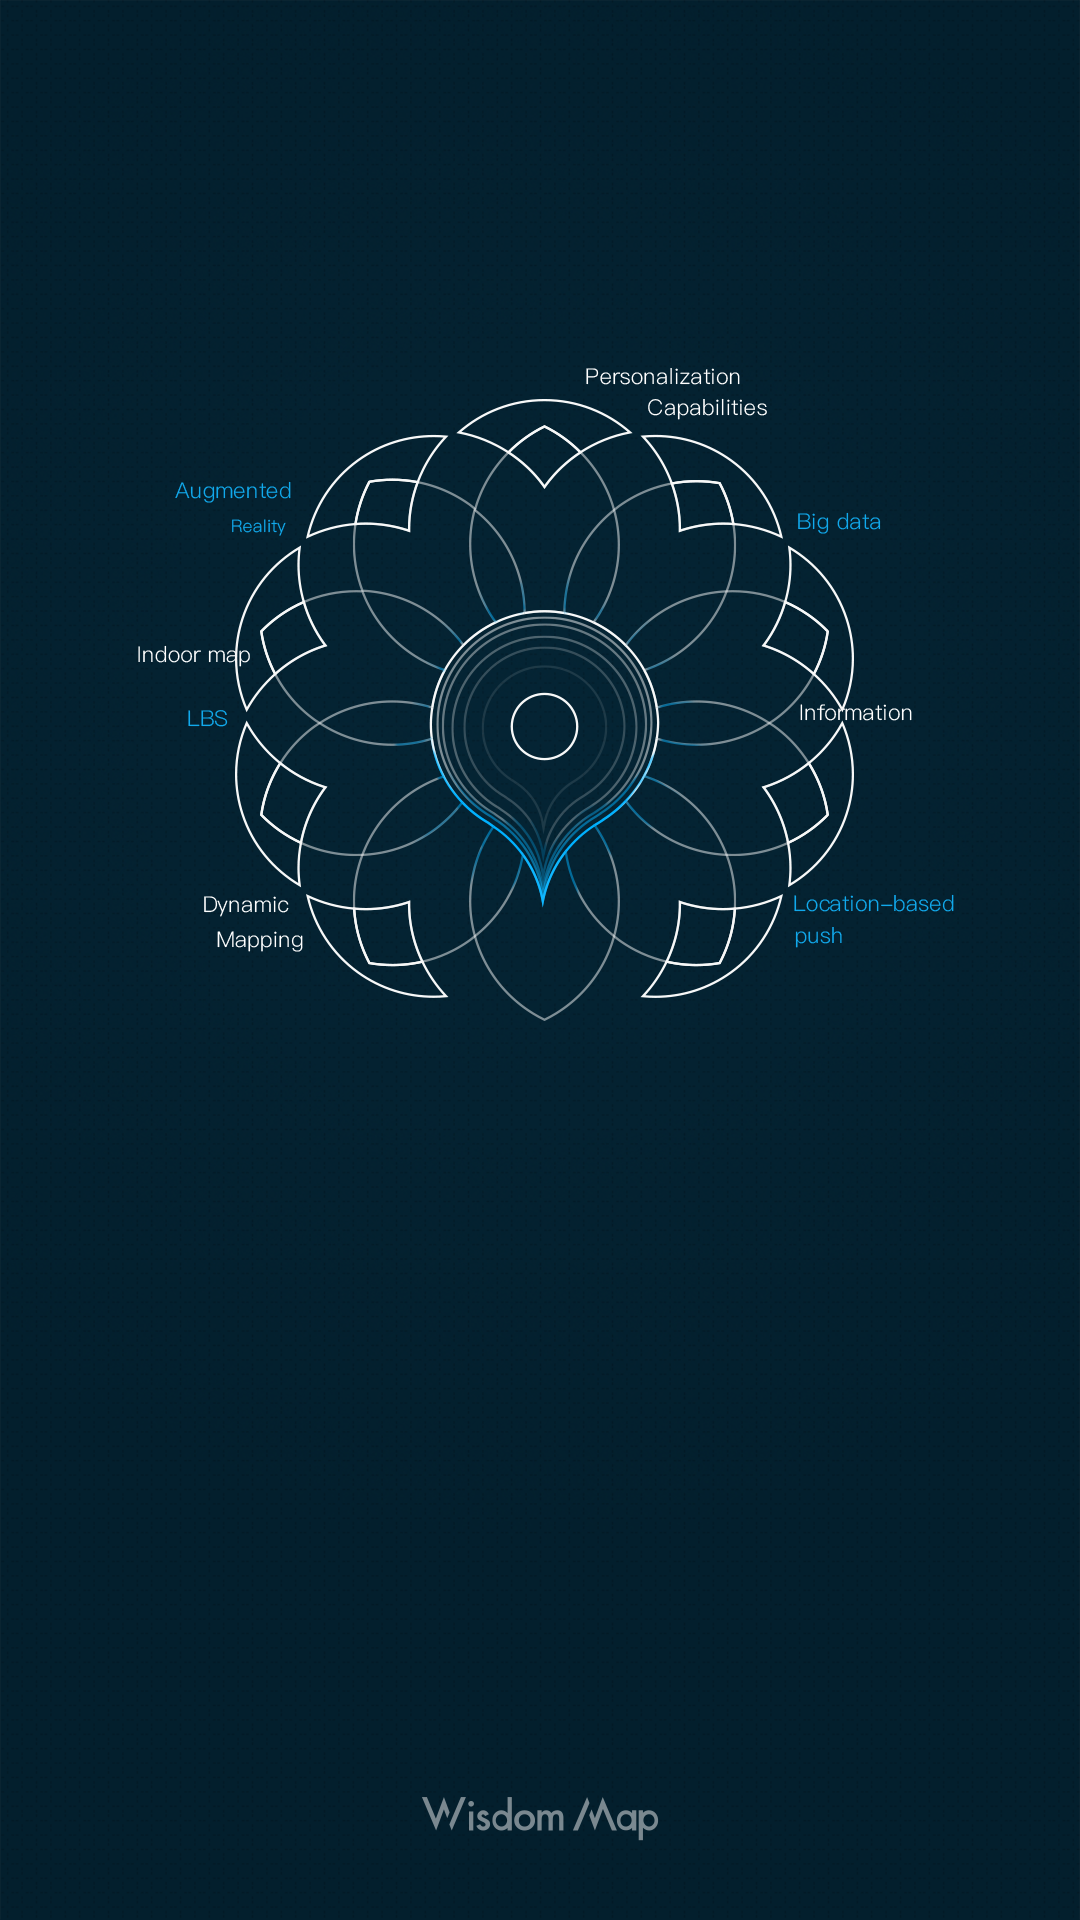 Personalization
Capabilities
Augmented
Reality
Big data
Indoor map
Information
LBS
Dynamic
Mapping
Location-based
push
Wisdom Map